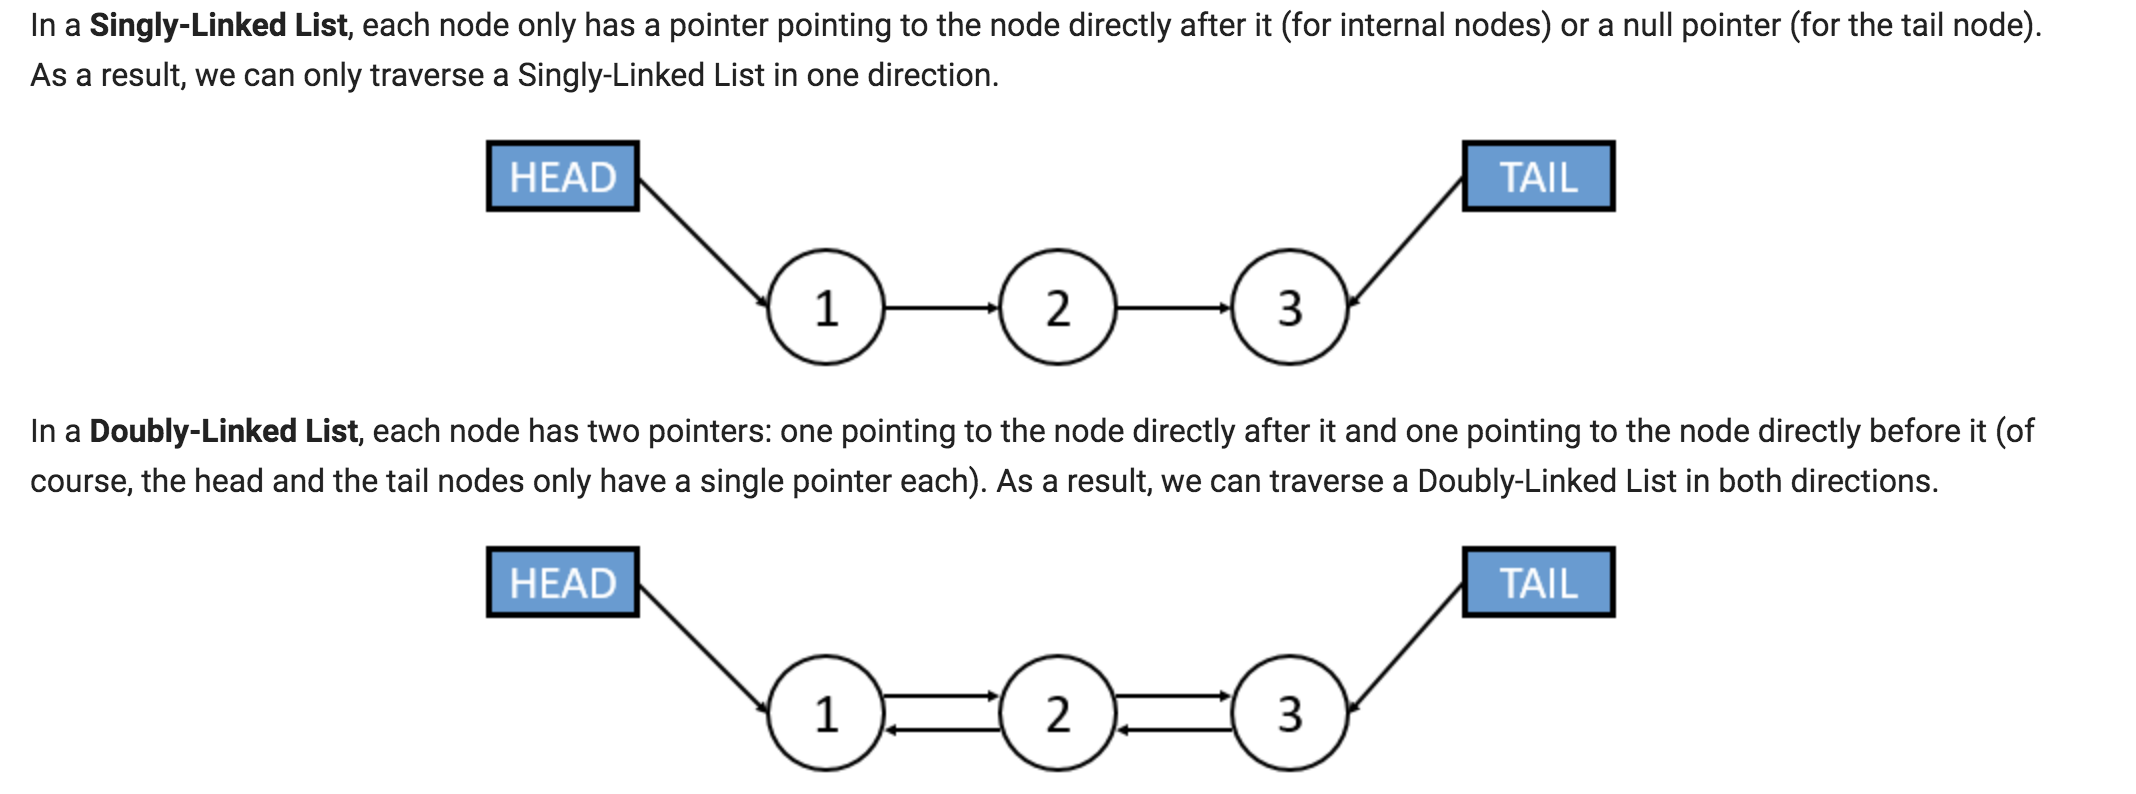 In a Singly-Linked List, each node only has a pointer pointing to the node directly after it (for internal nodes) or a null pointer (for the tail node).
As a result, we can only traverse a Singly-Linked List in one direction.
HEAD
TAIL
1
2
3
In a Doubly-Linked List, each node has two pointers: one pointing to the node directly after it and one pointing to the node directly before it (of
course, the head and the tail nodes only have a single pointer each). As a result, we can traverse a Doubly-Linked List in both directions.
HEAD
TAIL
1
2
3